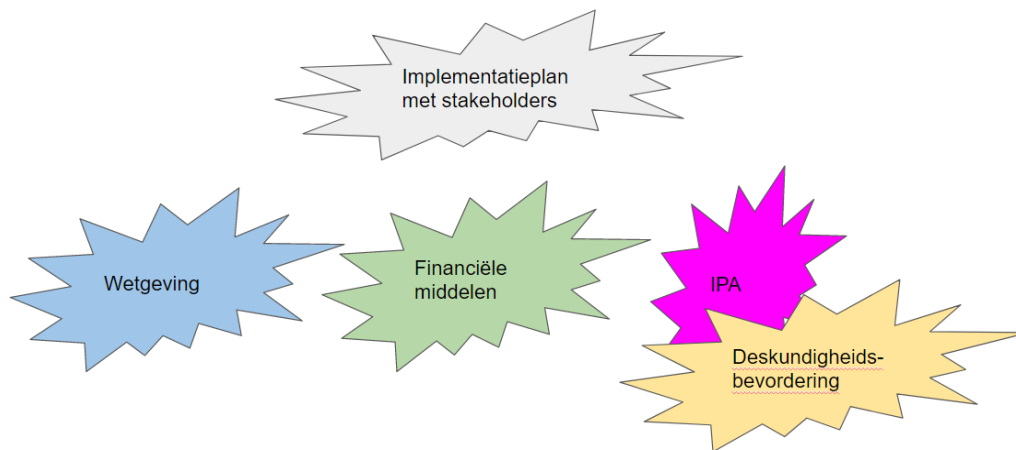 Implementatieplan
met stakeholders
Wetgeving
Financiële
middelen
IPA
Deskundigheids-
bevordering